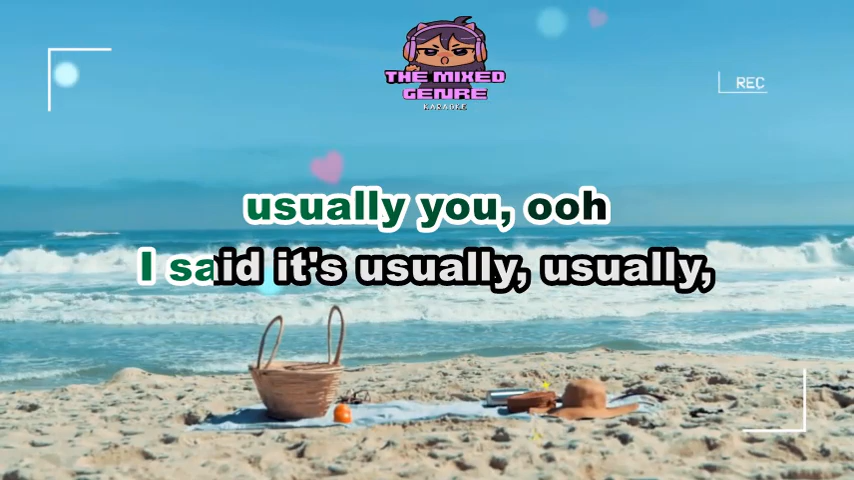 THE MIXED
GENRE
KARAOKE
REC
usually you, ooh
I said it's usually, usually,